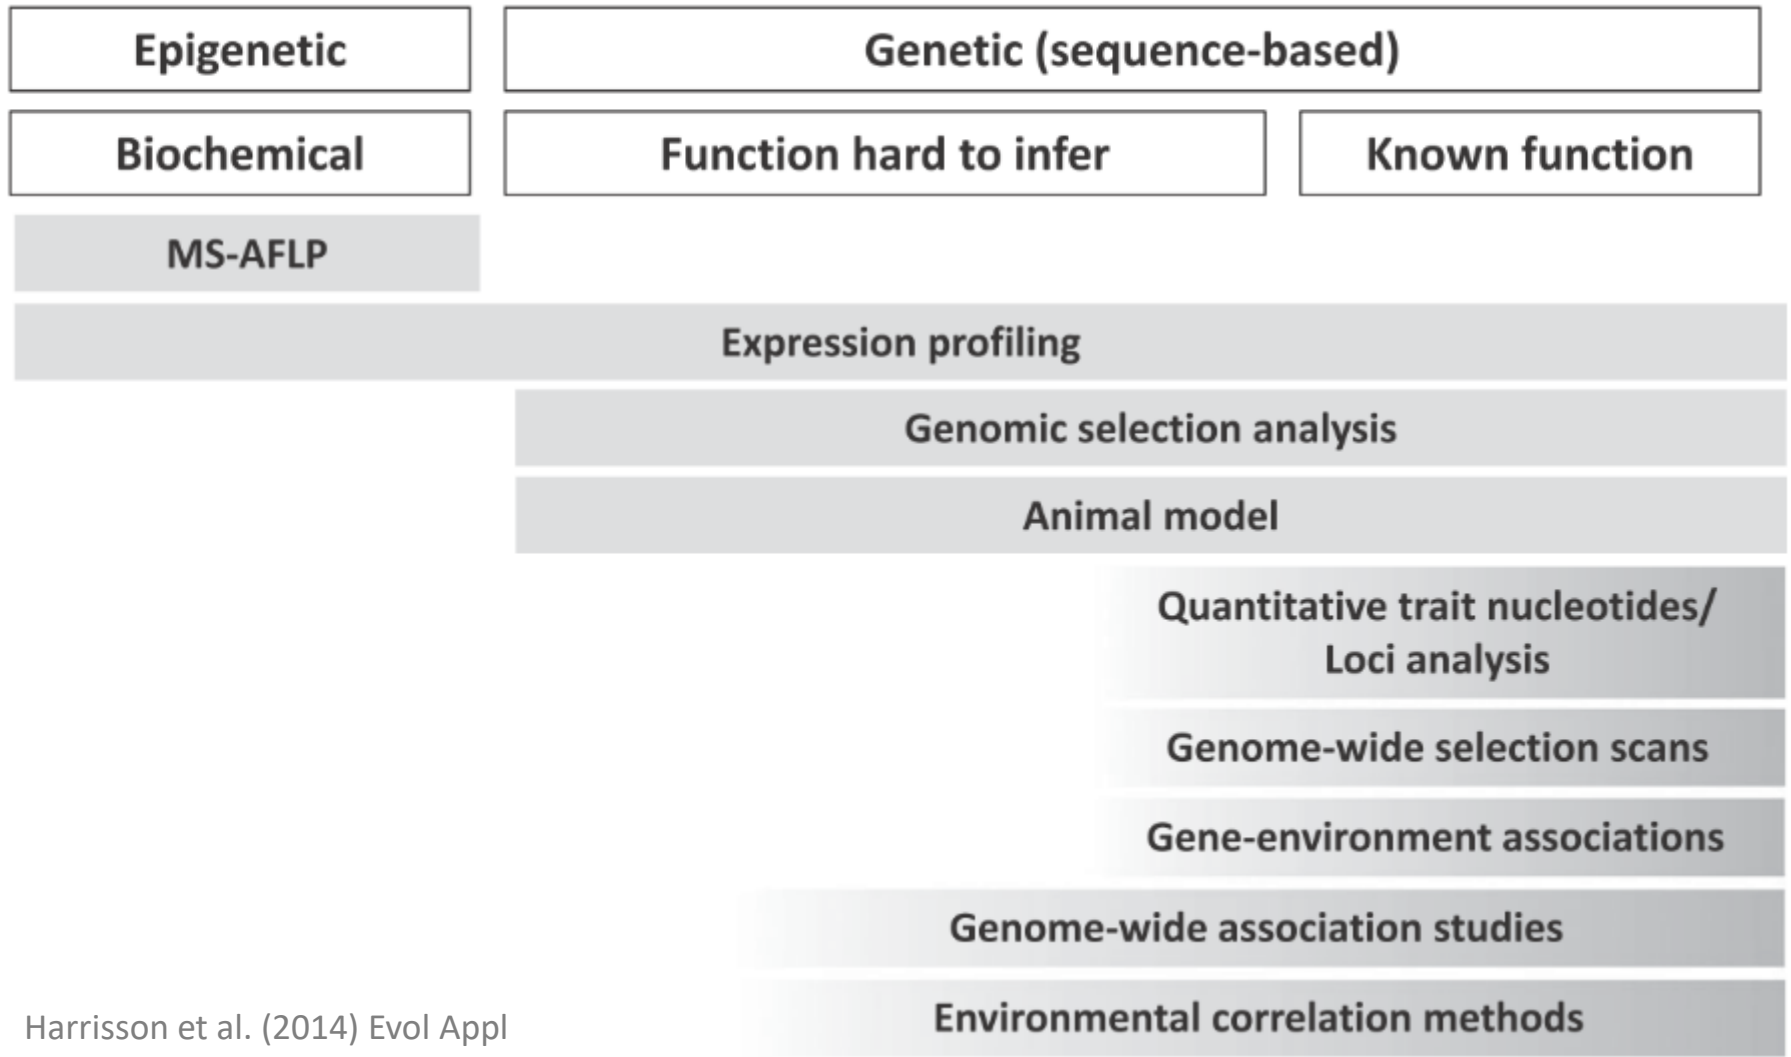 Epigenetic
Genetic (sequence-based)
Biochemical
Function hard to infer
Known function
MS-AFLP
Expression profiling
Genomic selection analysis
Animal model
Quantitative trait nucleotides/
Loci analysis
Genome-wide selection scans
Gene-environment associations
Genome-wide association studies
Environmental correlation methods
Harrisson et al. (2014) Evol Appl